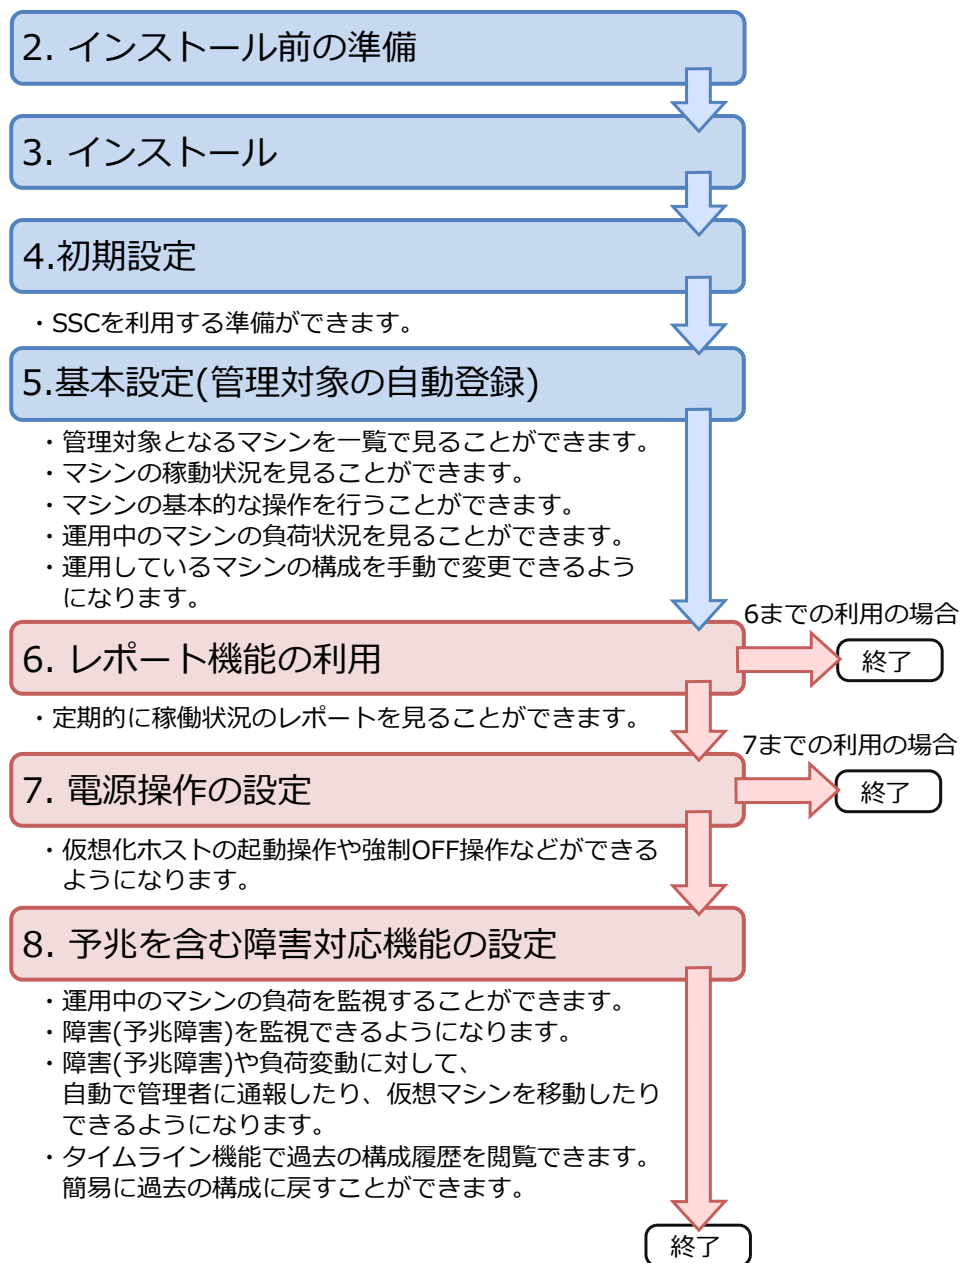 2. インストール前の準備
3. インストール
4.初期設定
・SSCを利用する準備ができます。
5.基本設定(管理対象の自動登録)
・管理対象となるマシンを一覧で見ることができます。
・マシンの稼動状況を見ることができます。
・マシンの基本的な操作を行うことができます。
・運用中のマシンの負荷状況を見ることができます。
・運用しているマシンの構成を手動で変更できるよう
になります。
6までの利用の場合
6. レポート機能の利用
終了
・定期的に稼働状況のレポートを見ることができます。
7までの利用の場合
7. 電源操作の設定
終了
・仮想化ホストの起動操作や強制OFF操作などができる
ようになります。
8. 予兆を含む障害対応機能の設定
・運用中のマシンの負荷を監視することができます。
・障害(予兆障害)を監視できるようになります。
・障害(予兆障害)や負荷変動に対して、
自動で管理者に通報したり、仮想マシンを移動したり
できるようになります。
・タイムライン機能で過去の構成履歴を閲覧できます。
簡易に過去の構成に戻すことができます。
終了